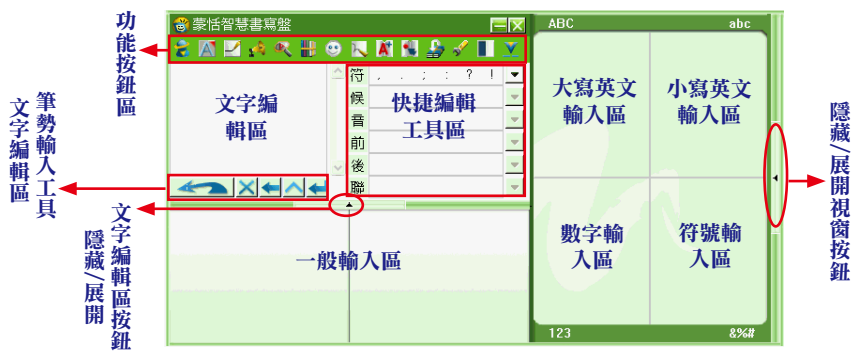 功能按鈕區
蒙恬智慧書寫盤
ABC
abc
文字編
輯區
符 , . ; : ? !
候
音
前
後
聯
快捷編輯
工具區
大寫英文
輸入區
小寫英文
輸入區
筆勢輸入工具
文字編輯區
文字編輯區按鈕
隱藏/展開
一般輸入區
數字輸
入區
符號輸
入區
隱藏/展開視窗按鈕
123
&%#